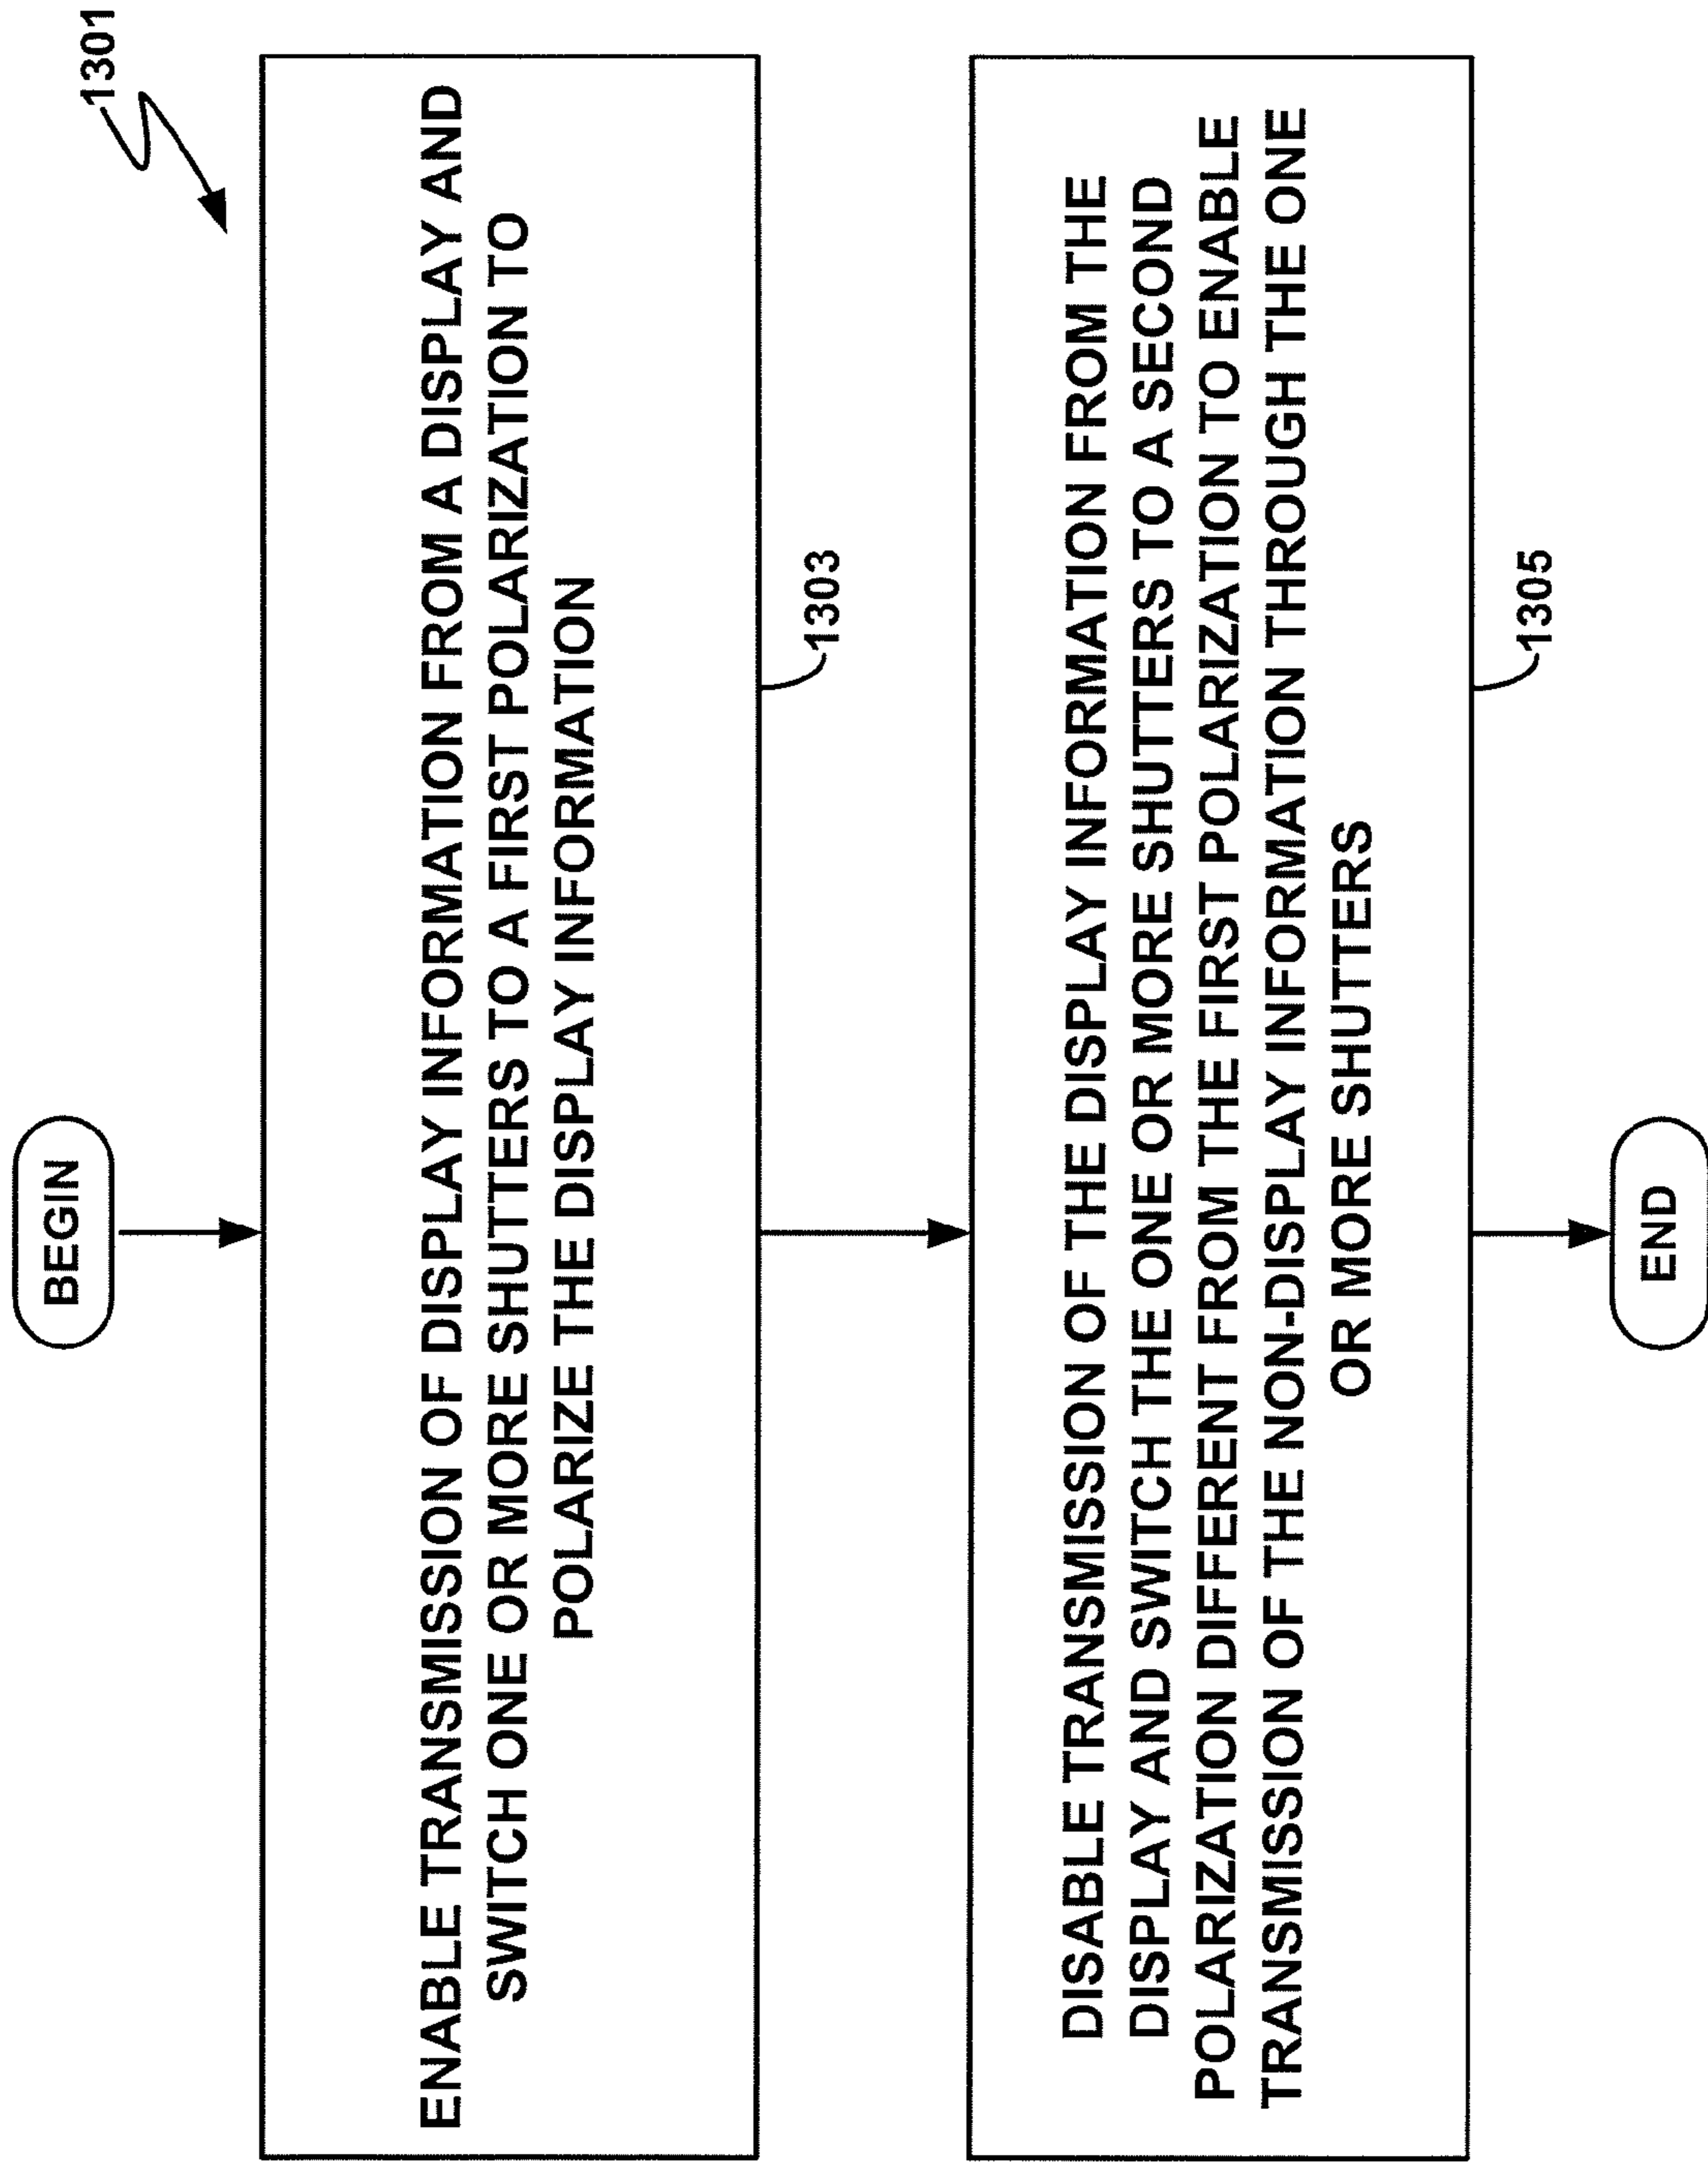 1301
BEGIN
ENABLE TRANSMISSION OF DISPLAY INFORMATION FROM A DISPLAY AND
SWITCH ONE OR MORE SHUTTERS TO A FIRST POLARIZATION TO
POLARIZE THE DISPLAY INFORMATION
1303
DISABLE TRANSMISSION OF THE DISPLAY INFORMATION FROM THE
DISPLAY AND SWITCH THE ONE OR MORE SHUTTERS TO A SECOND
POLARIZATION DIFFERENT FROM THE FIRST POLARIZATION TO ENABLE
TRANSMISSION OF THE NON-DISPLAY INFORMATION THROUGH THE ONE
OR MORE SHUTTERS
1305
END